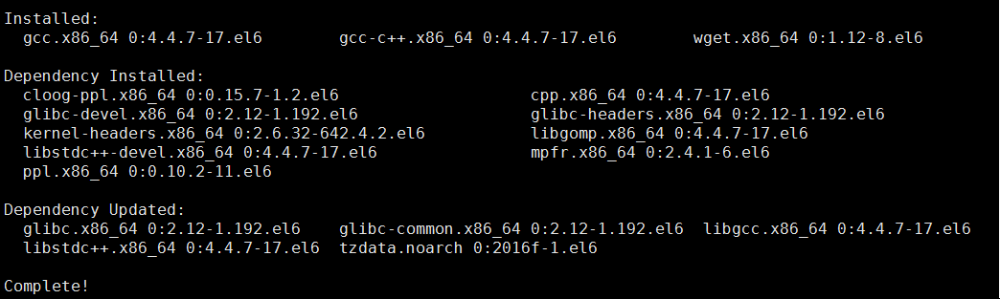 Installed:
  gcc.x86_64 0:4.4.7-17.el6        gcc-c++.x86_64 0:4.4.7-17.el6        wget.x86_64 0:1.12-8.el6

Dependency Installed:
  cloog-ppl.x86_64 0:0.15.7-1.2.el6                    cpp.x86_64 0:4.4.7-17.el6
  glibc-devel.x86_64 0:2.12-1.192.el6                  glibc-headers.x86_64 0:2.12-1.192.el6
  kernel-headers.x86_64 0:2.6.32-642.4.2.el6           libgomp.x86_64 0:4.4.7-17.el6
  libstdc++-devel.x86_64 0:4.4.7-17.el6                mpfr.x86_64 0:2.4.1-6.el6
  ppl.x86_64 0:0.10.2-11.el6

Dependency Updated:
  glibc.x86_64 0:2.12-1.192.el6    glibc-common.x86_64 0:2.12-1.192.el6  libgcc.x86_64 0:4.4.7-17.el6
  libstdc++.x86_64 0:4.4.7-17.el6  tzdata.noarch 0:2016f-1.el6

Complete!